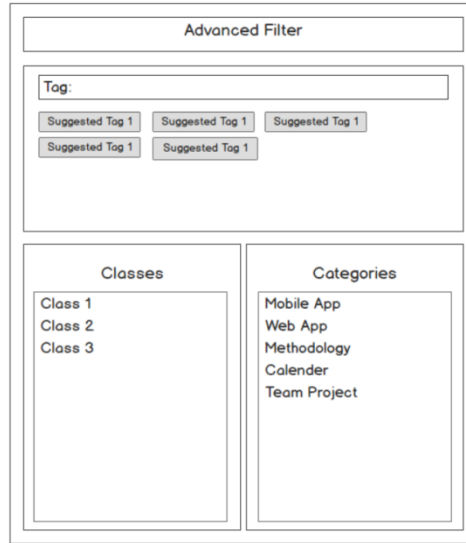 Advanced Filter
Tag:
Suggested Tag 1 Suggested Tag 1 Suggested Tag 1
Suggested Tag 1 Suggested Tag 1
Classes
Class 1
Class 2
Class 3
Categories
Mobile App
Web App
Methodology
Calender
Team Project